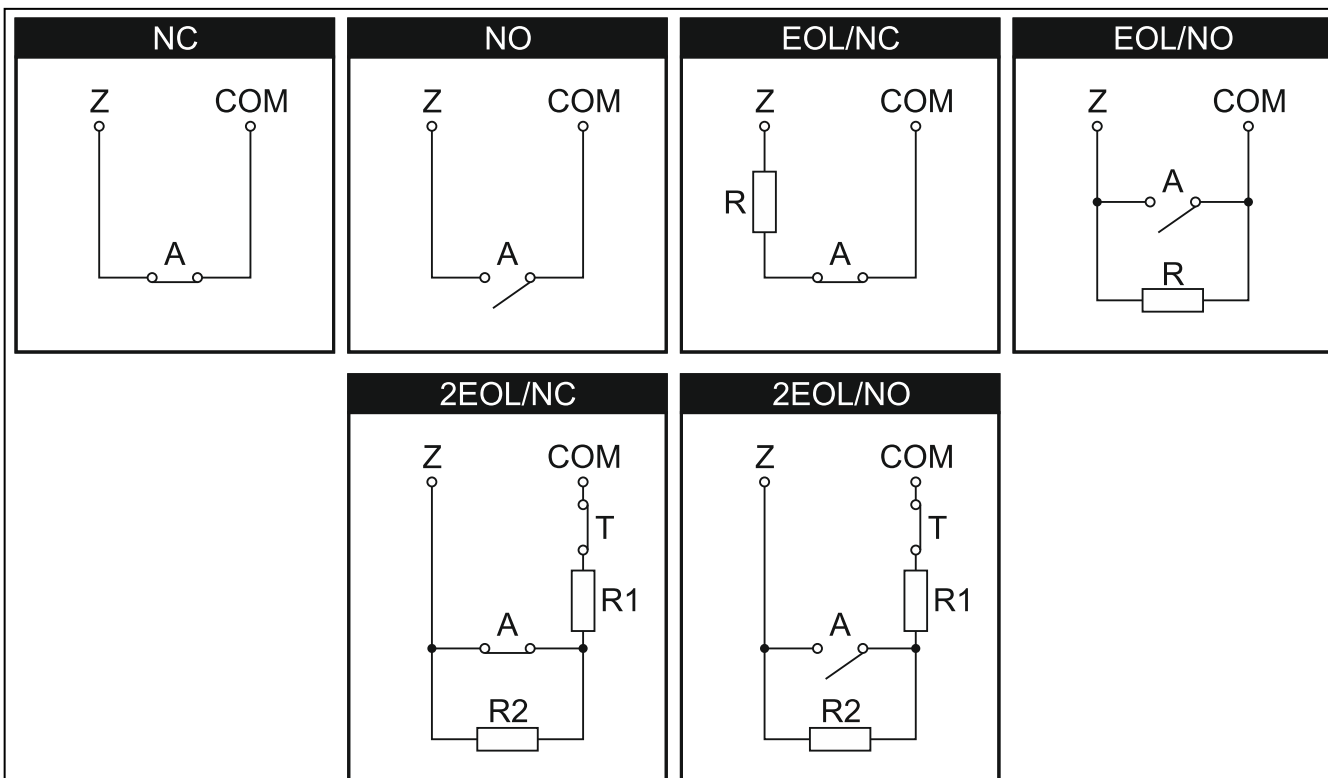 NC
Z COM
A
NO
Z COM
A
EOL/NC
Z COM
R
A
EOL/NO
Z COM
A
R
2EOL/NC
Z COM
T
R1
A
R2
2EOL/NO
Z COM
T
R1
A
R2